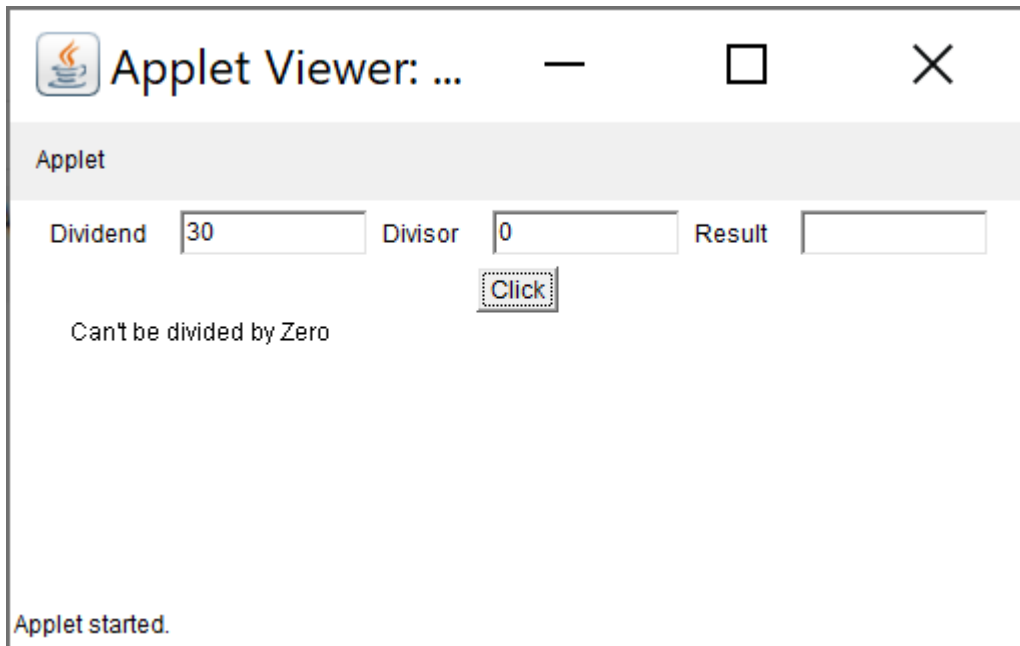 Applet Viewer: ...
Applet
Dividend 30 Divisor 0 Result
Click
Can't be divided by Zero
Applet started.